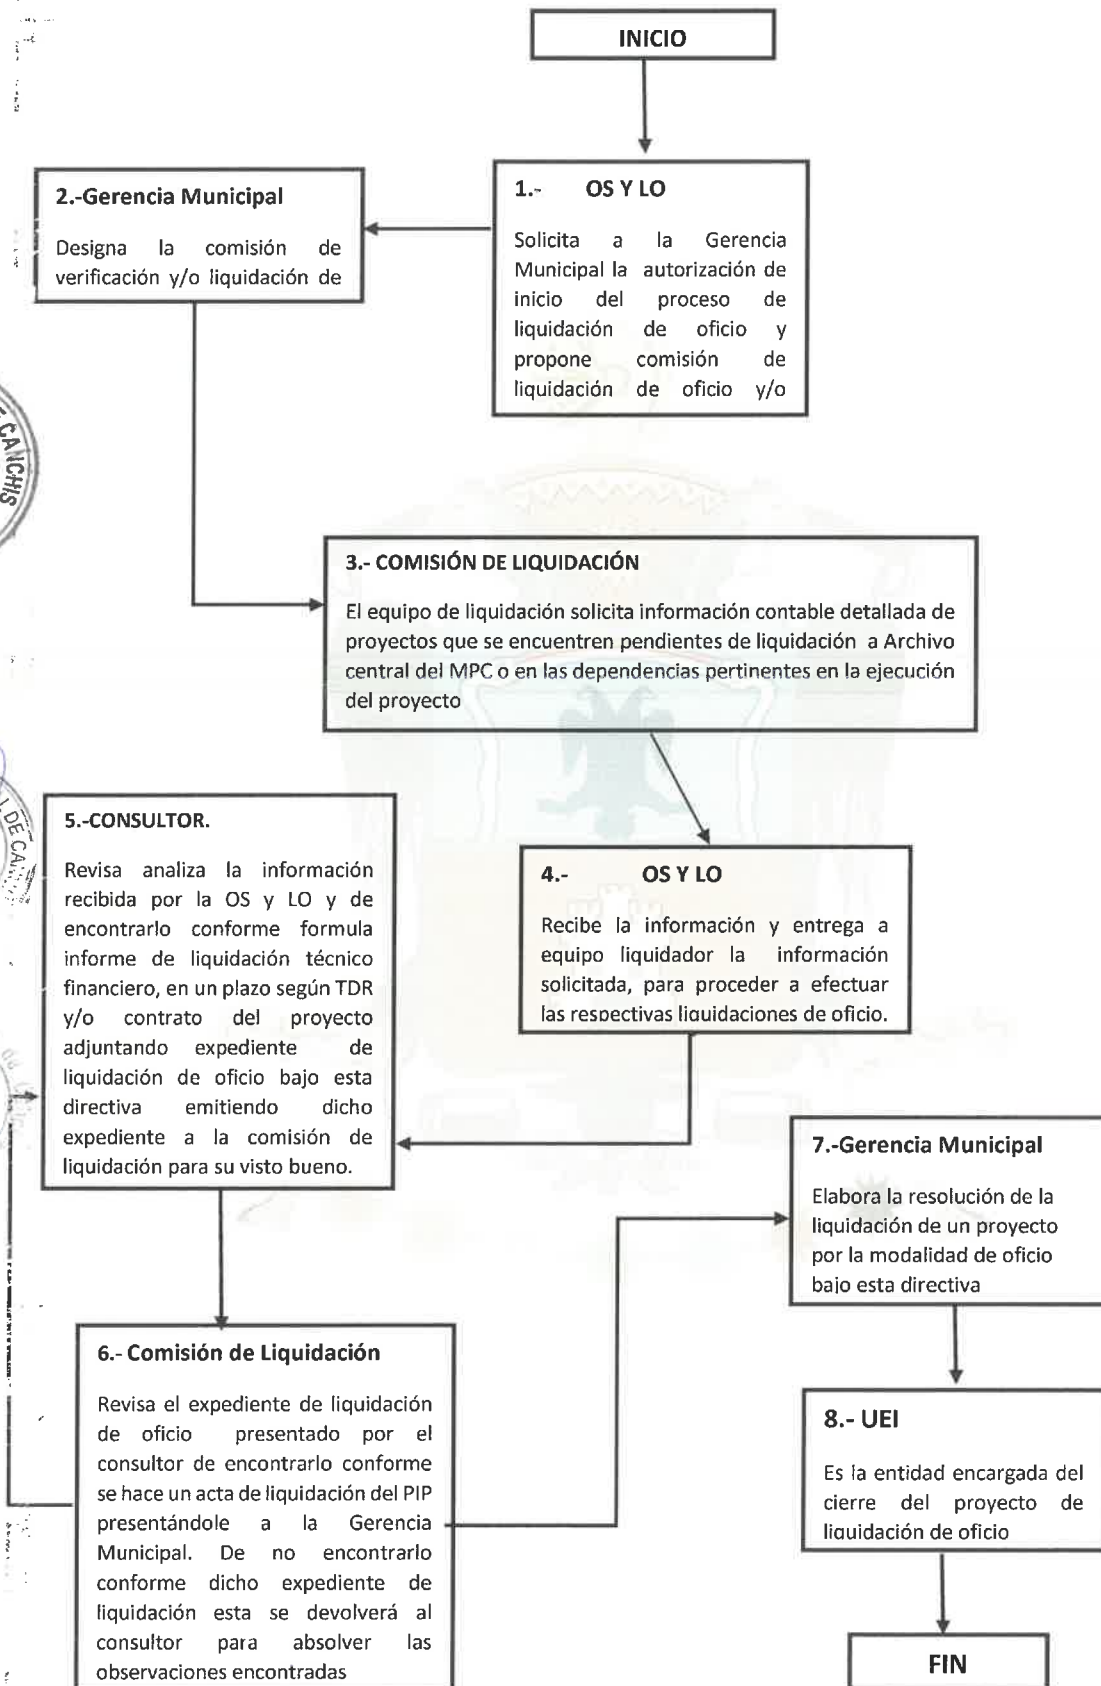 INICIO
1.- OS Y LO
Solicita a la Gerencia
Municipal la autorización de
inicio del proceso de
liquidación de oficio y
propone comisión de
liquidación de oficio y/o
2.-Gerencia Municipal
Designa la comisión de
verificación y/o liquidación de
3.- COMISIÓN DE LIQUIDACIÓN
El equipo de liquidación solicita información contable detallada de
proyectos que se encuentren pendientes de liquidación a Archivo
central del MPC o en las dependencias pertinentes en la ejecución
del proyecto
4.- OS Y LO
Recibe la información y entrega a
equipo liquidador la información
solicitada, para proceder a efectuar
las respectivas liquidaciones de oficio.
5.-CONSULTOR.
Revisa analiza la información
recibida por la OS y LO y de
encontrarlo conforme formula
informe de liquidación técnico
financiero, en un plazo según TDR
y/o contrato del proyecto
adjuntando expediente de
liquidación de oficio bajo esta
directiva emitiendo dicho
expediente a la comisión de
liquidación para su visto bueno.
6.- Comisión de Liquidación
Revisa el expediente de liquidación
de oficio presentado por el
consultor de encontrarlo conforme
se hace un acta de liquidación del PIP
presentándole a la Gerencia
Municipal. De no encontrarlo
conforme dicho expediente de
liquidación esta se devolverá al
consultor para absolver las
observaciones encontradas
7.-Gerencia Municipal
Elabora la resolución de la
liquidación de un proyecto
por la modalidad de oficio
bajo esta directiva
8.- UEI
Es la entidad encargada del
cierre del proyecto de
liquidación de oficio
FIN
CANCHIS
DE CA